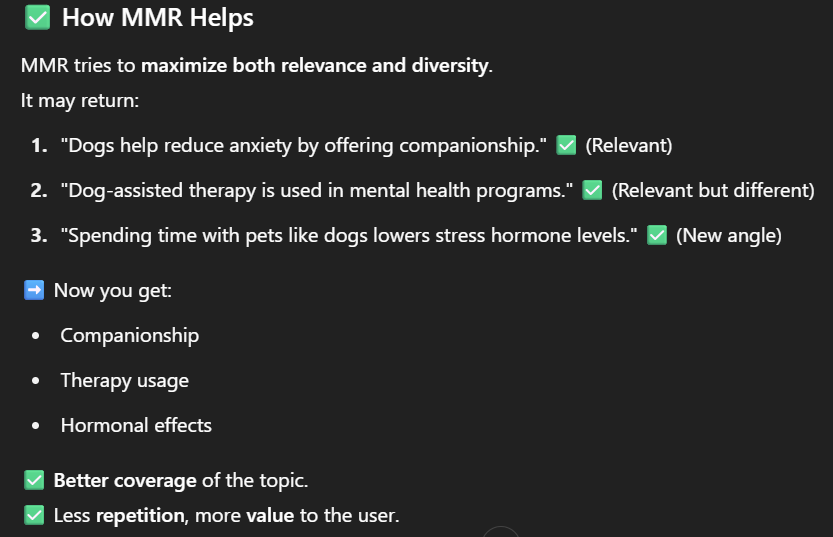 ✅ How MMR Helps
MMR tries to maximize both relevance and diversity.
It may return:
1. "Dogs help reduce anxiety by offering companionship." ✅ (Relevant)
2. "Dog-assisted therapy is used in mental health programs." ✅ (Relevant but different)
3. "Spending time with pets like dogs lowers stress hormone levels." ✅ (New angle)
➡️ Now you get:
• Companionship
• Therapy usage
• Hormonal effects
✅ Better coverage of the topic.
✅ Less repetition, more value to the user.